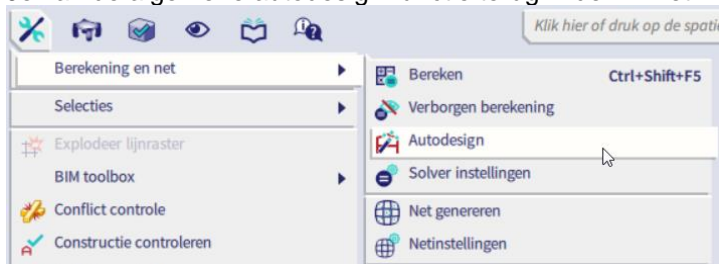 Klik hier of druk op de spati
Berekening en net
Selecties
Explodeer lijnraster
BIM toolbox
Conflict controle
Constructie controleren
Bereken Ctrl+Shift+F5
Verborgen berekening
Autodesign
Solver instellingen
Net genereren
Netinstellingen